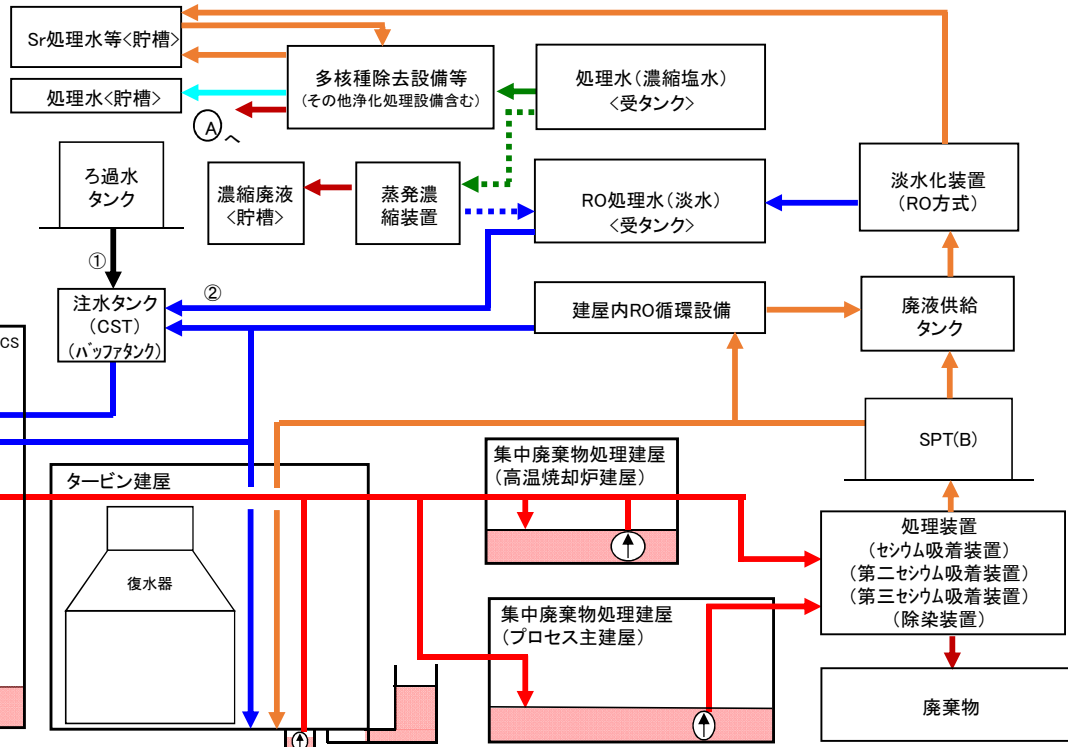 Sr処理水等<貯槽>
処理水<貯槽>
多核種除去設備等
(その他浄化処理設備含む)
処理水(濃縮塩水)
<受タンク>
A へ
ろ過水
タンク
濃縮廃液
<貯槽>
蒸発濃
縮装置
RO処理水(淡水)
<受タンク>
淡水化装置
(RO方式)
①
②
注水タンク
(CST)
(バッファタンク)
建屋内RO循環設備
廃液供給
タンク
CS
SPT(B)
タービン建屋
復水器
集中廃棄物処理建屋
(高温焼却炉建屋)
集中廃棄物処理建屋
(プロセス主建屋)
処理装置
(セシウム吸着装置)
(第二セシウム吸着装置)
(第三セシウム吸着装置)
(除染装置)
廃棄物